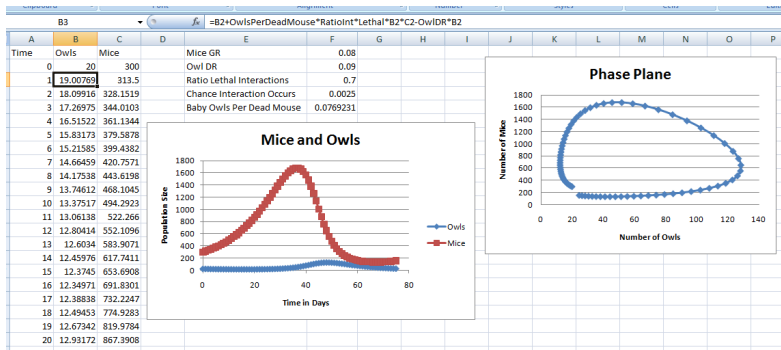 B3 fx =B2+OwlsPerDeadMouse*RatioInt*Lethal*B2*C2-OwlDR*B2
A B C D E F G H I J K L M N O P
Time Owls Mice Mice GR 0.08
0 20 300 Owl DR 0.09
1 19.00769 313.5 Ratio Lethal Interactions 0.7
2 18.09916 328.1519 Chance Interaction Occurs 0.0025
3 17.26975 344.0103 Baby Owls Per Dead Mouse 0.0769231
4 16.51522 361.1344
5 15.83173 379.5878
6 15.21585 399.4382
7 14.66459 420.7571
8 14.17538 443.6198
9 13.74612 468.1045
10 13.37517 494.2923
11 13.06138 522.266
12 12.80414 552.1096
13 12.6034 583.9071
14 12.45976 617.7411
15 12.3745 653.6908
16 12.34971 691.8301
17 12.38838 732.2247
18 12.49453 774.9283
19 12.67342 819.9784
20 12.93172 867.3908
Mice and Owls
Population Size
1800
1600
1400
1200
1000
800
600
400
200
0
0 20 40 60 80
Time in Days
Owls
Mice
Phase Plane
Number of Mice
1800
1600
1400
1200
1000
800
600
400
200
0
0 20 40 60 80 100 120 140
Number of Owls